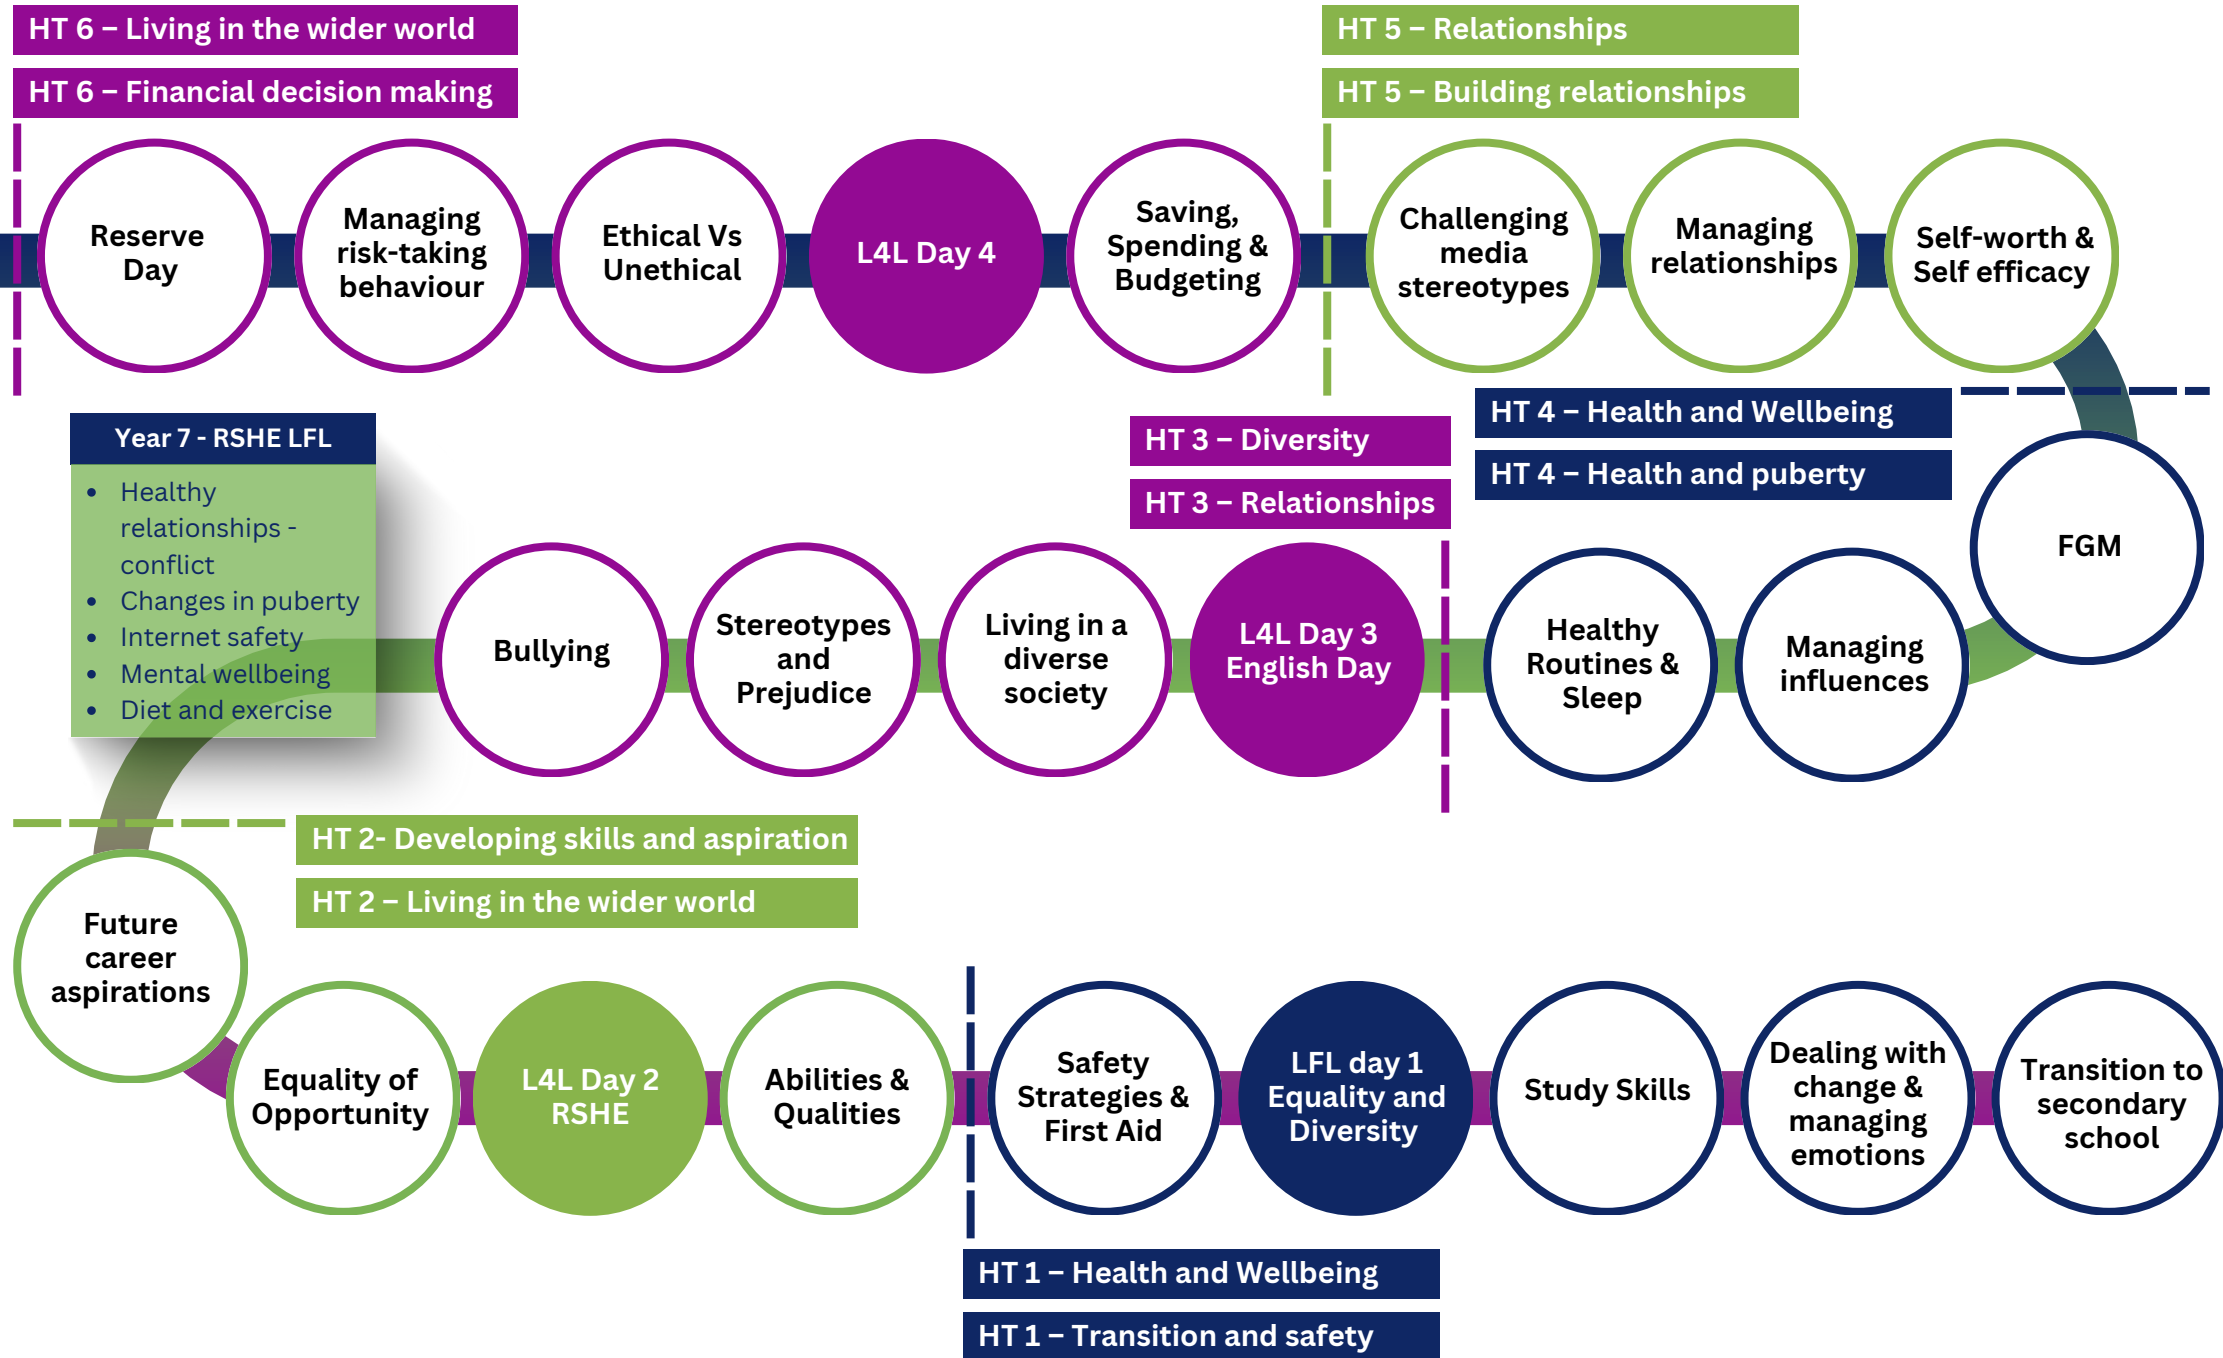 HT 6 – Living in the wider world
HT 6 – Financial decision making
HT 5 – Relationships
HT 5 – Building relationships
Reserve
Day
Managing
risk-taking
behaviour
Ethical Vs
Unethical
L4L Day 4
Saving,
Spending &
Budgeting
Challenging
media
stereotypes
Managing
relationships
Self-worth &
Self efficacy
Year 7 - RSHE LFL
• Healthy
relationships -
conflict
• Changes in puberty
• Internet safety
• Mental wellbeing
• Diet and exercise
HT 3 – Diversity
HT 3 – Relationships
HT 4 – Health and Wellbeing
HT 4 – Health and puberty
Bullying
Stereotypes
and
Prejudice
Living in a
diverse
society
L4L Day 3
English Day
Healthy
Routines &
Sleep
Managing
influences
FGM
HT 2- Developing skills and aspiration
HT 2 – Living in the wider world
Future
career
aspirations
Equality of
Opportunity
L4L Day 2
RSHE
Abilities &
Qualities
Safety
Strategies &
First Aid
LFL day 1
Equality and
Diversity
Study Skills
Dealing with
change &
managing
emotions
Transition to
secondary
school
HT 1 – Health and Wellbeing
HT 1 – Transition and safety